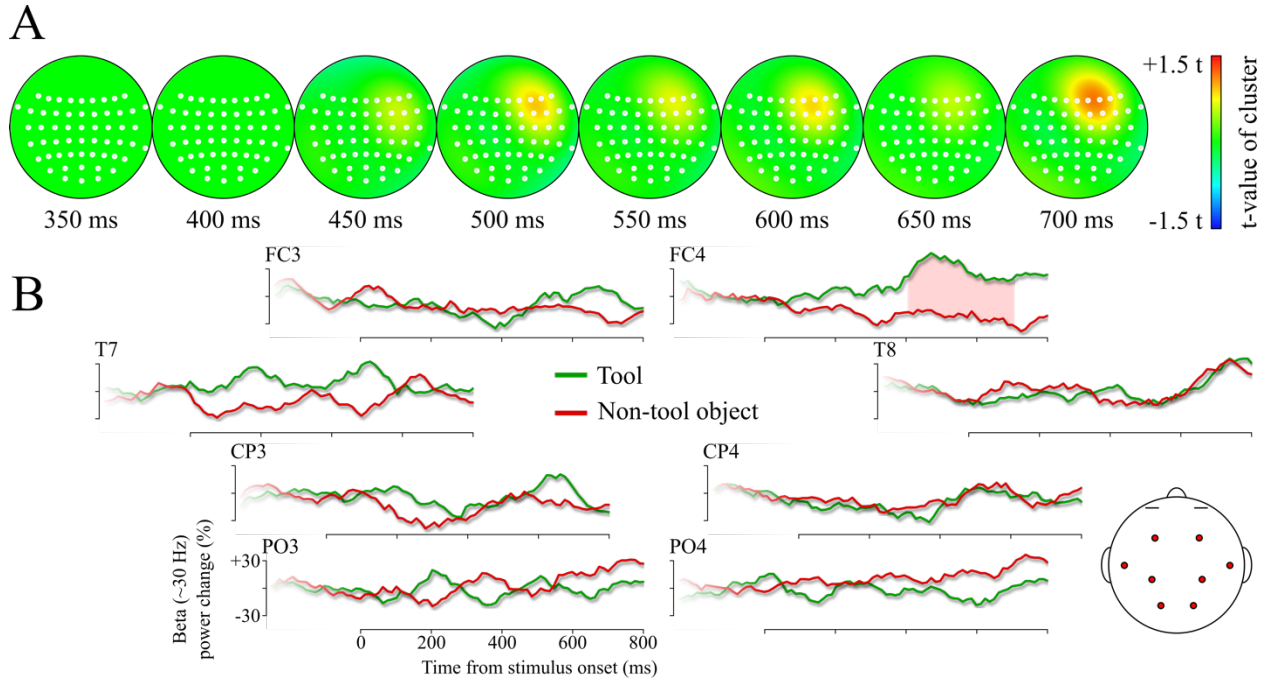 A
350 ms
400 ms
450 ms
500 ms
550 ms
600 ms
650 ms
700 ms
+1.5 t
-1.5 t
t-value of cluster
B
FC3
FC4
T7
T8
Tool
Non-tool object
CP3
CP4
PO3
PO4
Beta (~30 Hz)
power change (%)
+30
-30
0 200 400 600 800
Time from stimulus onset (ms)